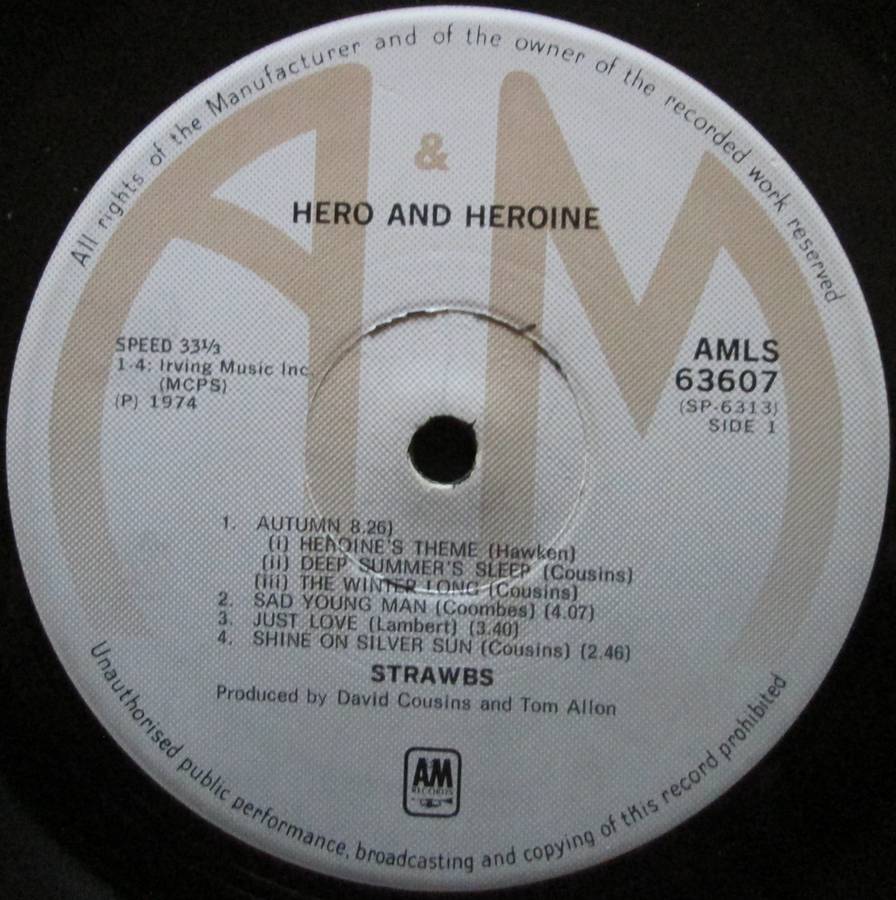 All rights of the Manufacturer and of the owner of the recorded work reserved
A & M
HERO AND HEROINE
SPEED 33⅓
1-4: Irving Music Inc.
(MCPS)
(P) 1974
AMLS
63607
(SP-6313)
SIDE 1
1. AUTUMN 8.26)
(i) HEROINE'S THEME (Hawken)
(ii) DEEP SUMMER'S SLEEP (Cousins)
(iii) THE WINTER LONG (Cousins)
2. SAD YOUNG MAN (Coombes) (4.07)
3. JUST LOVE (Lambert) (3.40)
4. SHINE ON SILVER SUN (Cousins) (2.46)
STRAWBS
Produced by David Cousins and Tom Allon
AM
RECORDS
Unauthorised public performance, broadcasting and copying of this record prohibited